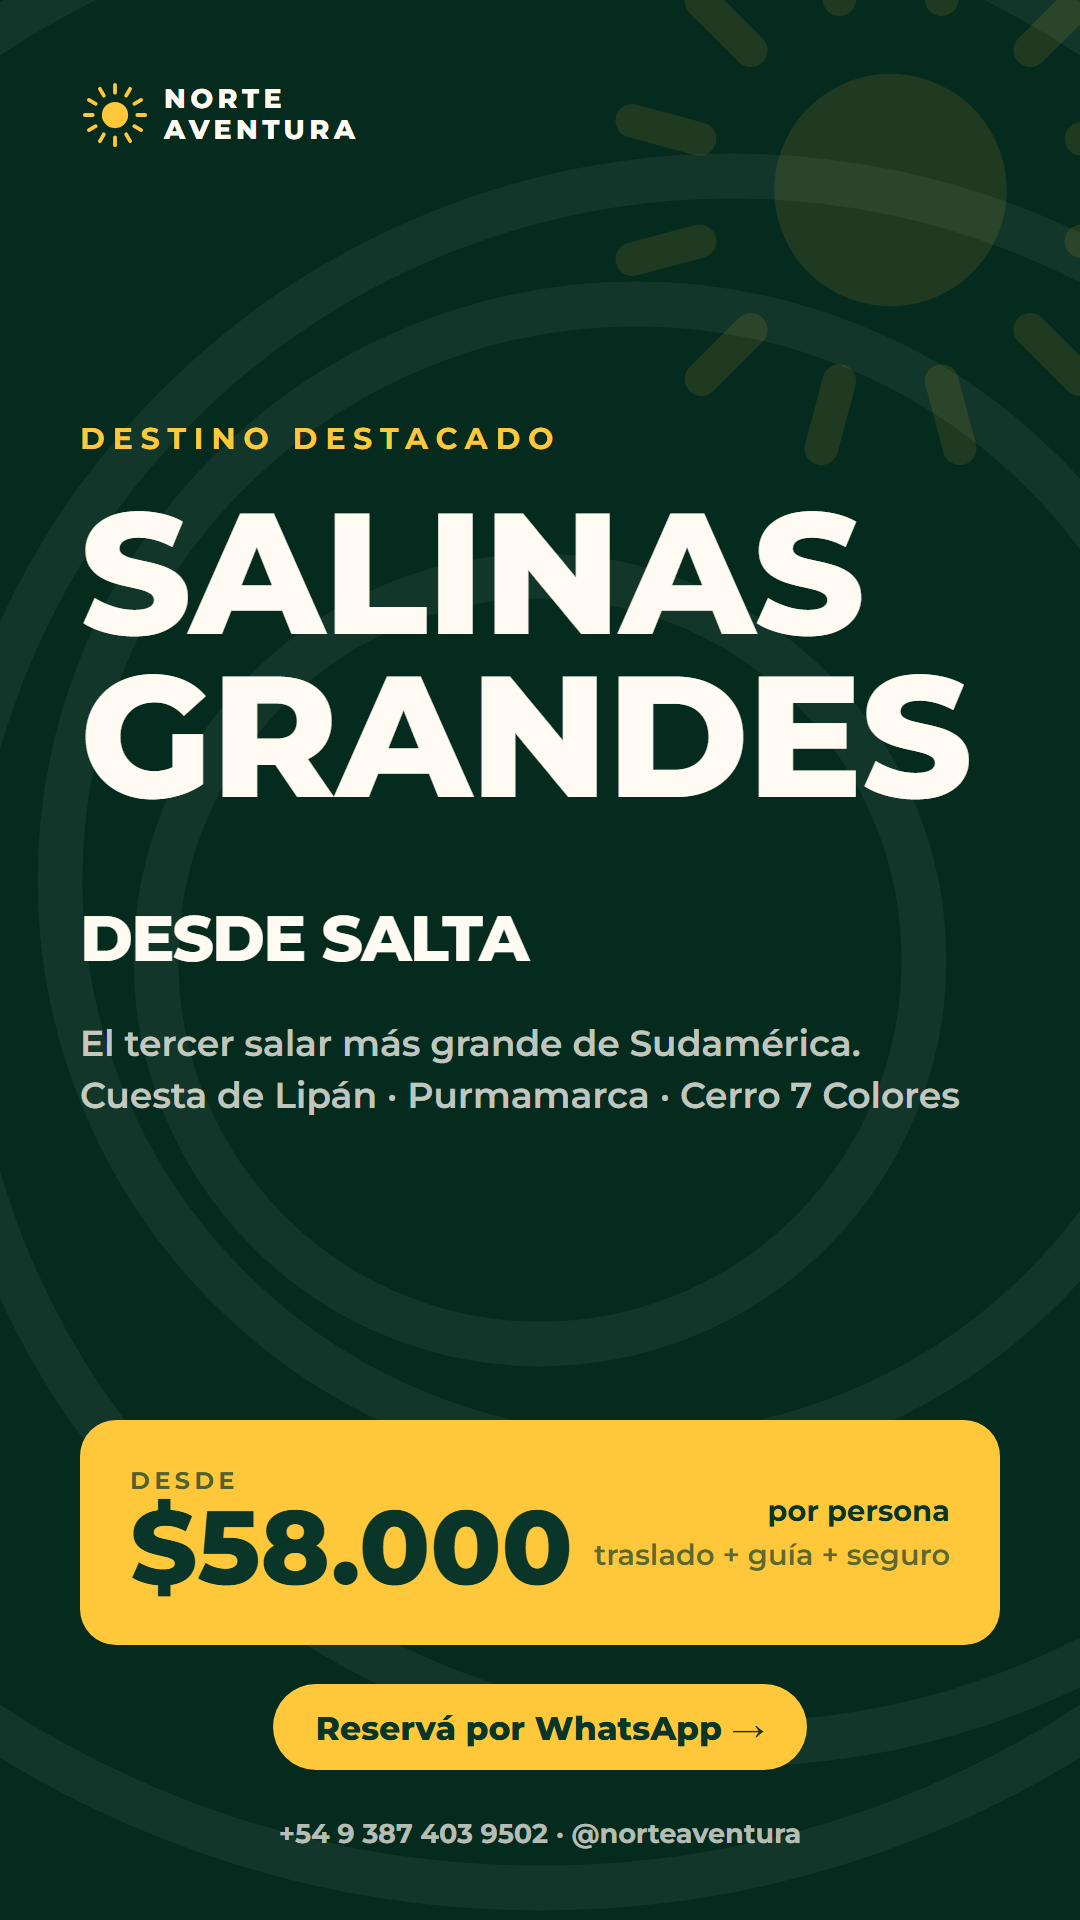 NORTE
AVENTURA
DESTINO DESTACADO
SALINAS
GRANDES
DESDE SALTA
El tercer salar más grande de Sudamérica.
Cuesta de Lipán · Purmamarca · Cerro 7 Colores
DESDE
$58.000
por persona
traslado + guía + seguro
Reservá por WhatsApp →
+54 9 387 403 9502 · @norteaventura